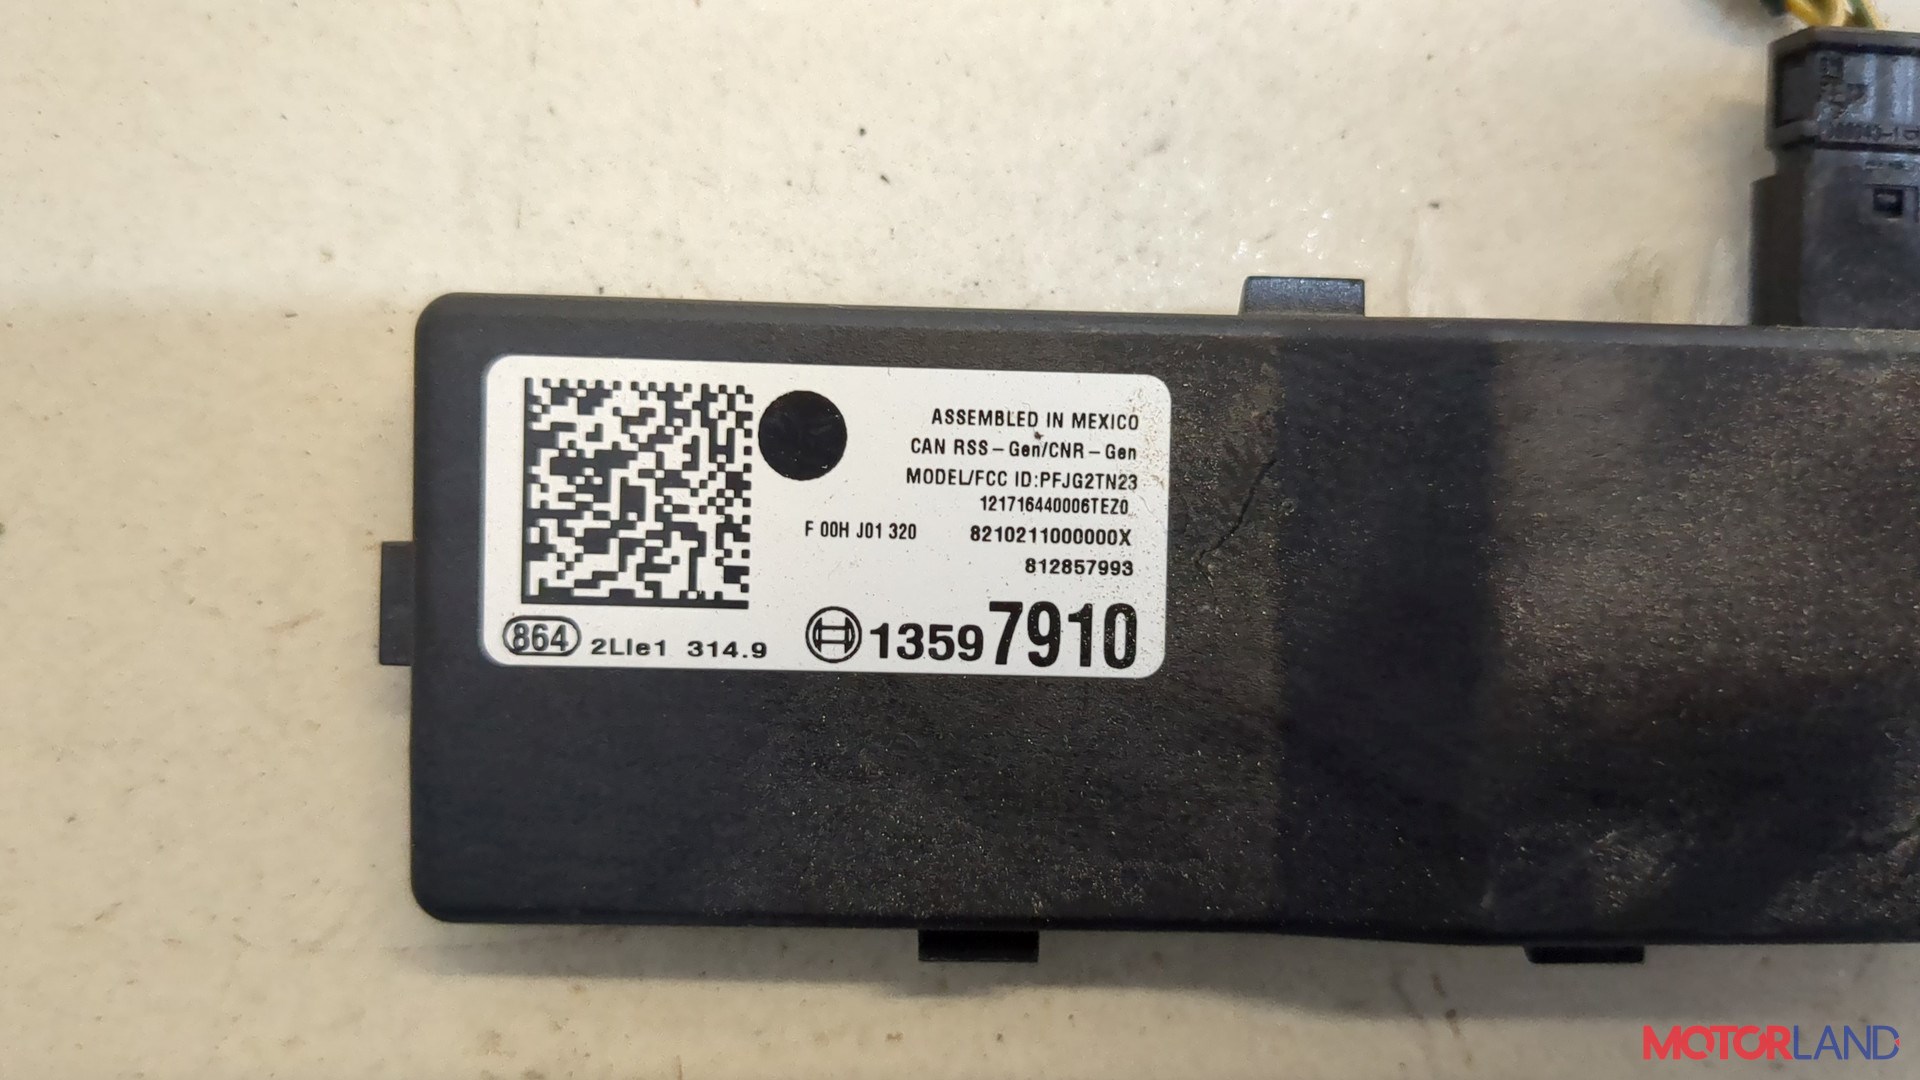 ASSEMBLED IN MEXICO
CAN RSS-Gen/CNR-Gen
MODEL/FCC ID:PFJG2TN23
121716440006TEZ0
F 00H J01 320 8210211000000X
812857993
864 2LIe1 314.9 13597910
MOTORLAND